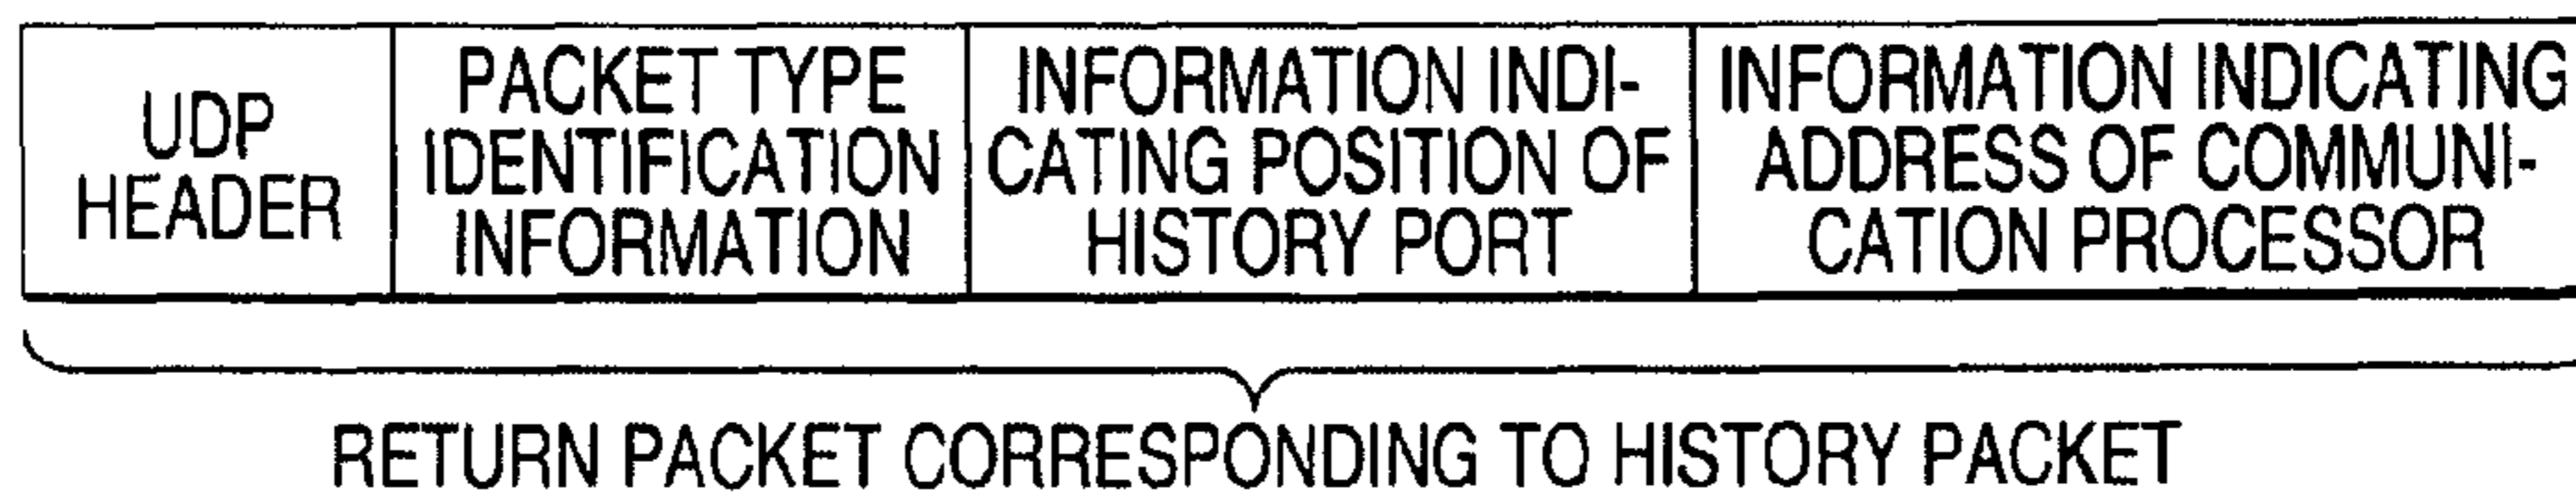 UDP
HEADER
PACKET TYPE
IDENTIFICATION
INFORMATION
INFORMATION INDI-
CATING POSITION OF
HISTORY PORT
INFORMATION INDICATING
ADDRESS OF COMMUNI-
CATION PROCESSOR
RETURN PACKET CORRESPONDING TO HISTORY PACKET